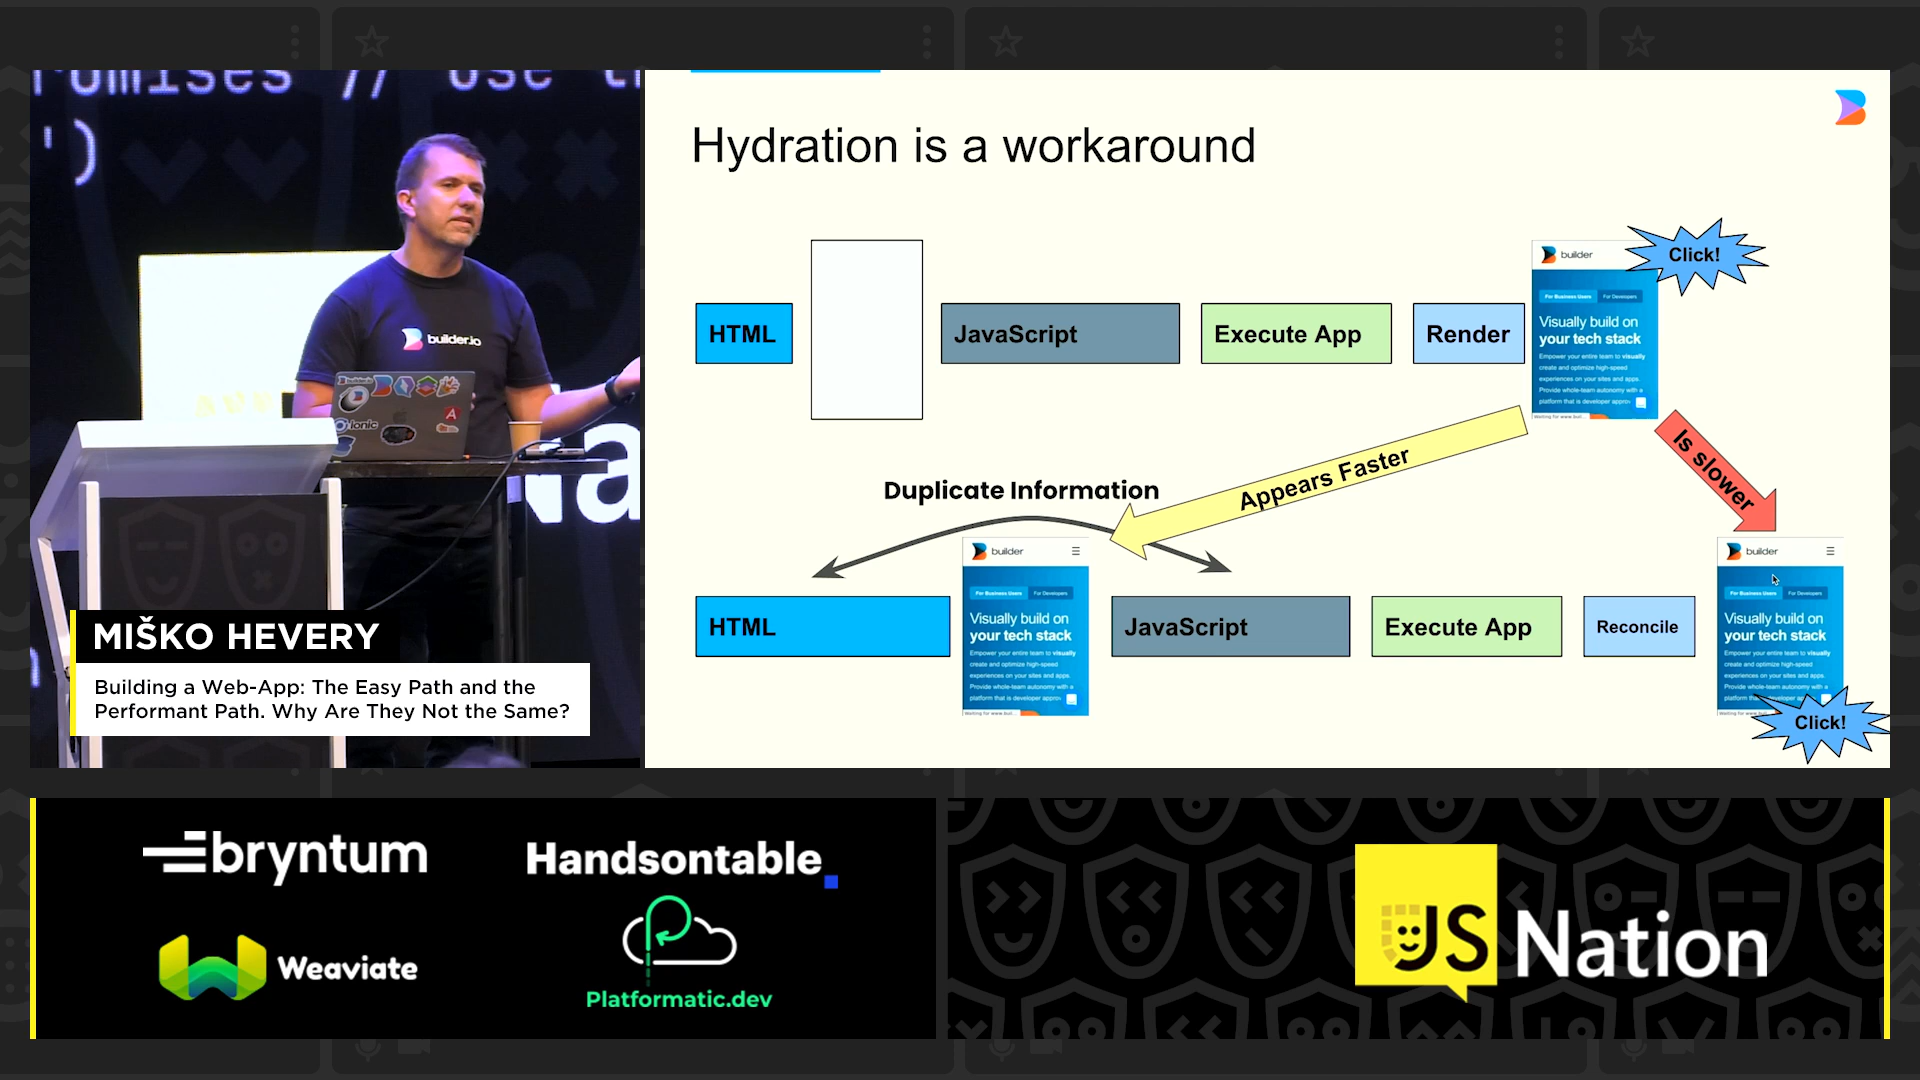 romises // use t
')
builder.io
ionic
A
Na
MIŠKO HEVERY
Building a Web-App: The Easy Path and the
Performant Path. Why Are They Not the Same?
Hydration is a workaround
HTML
JavaScript
Execute App
Render
builder
For Business Users For Developers
Visually build on
your tech stack
Empower your entire team to visually
create and optimize high-speed
experiences on your sites and apps.
Provide whole-team autonomy with a
platform that is developer approv
Click!
Appears Faster
Is slower
Duplicate Information
HTML
builder
For Business Users For Developers
Visually build on
your tech stack
Empower your entire team to visually
create and optimize high-speed
experiences on your sites and apps.
Provide whole-team autonomy with a
platform that is developer approv
JavaScript
Execute App
Reconcile
builder
For Business Users For Developers
Visually build on
your tech stack
Empower your entire team to visually
create and optimize high-speed
experiences on your sites and apps.
Provide whole-team autonomy with a
platform that is developer approv
Click!
bryntum
Handsontable
Weaviate
Platformatic.dev
JS Nation